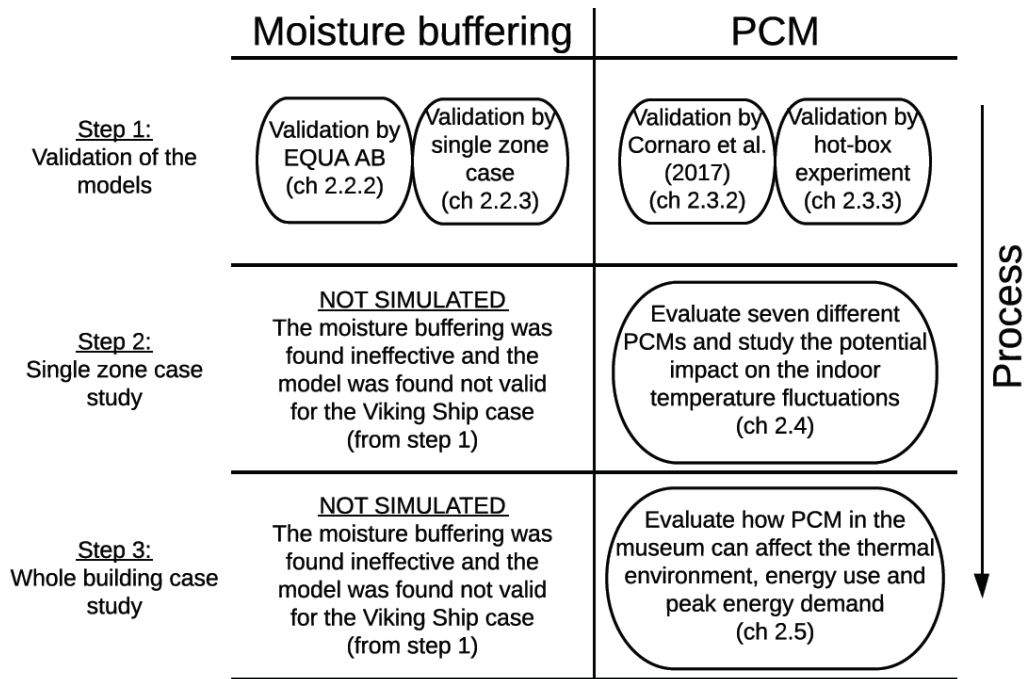 Moisture buffering
PCM
Step 1:
Validation of the
models
Validation by
EQUA AB
(ch 2.2.2)
Validation by
single zone
case
(ch 2.2.3)
Validation by
Cornaro et al.
(2017)
(ch 2.3.2)
Validation by
hot-box
experiment
(ch 2.3.3)
Step 2:
Single zone case
study
NOT SIMULATED
The moisture buffering was
found ineffective and the
model was found not valid
for the Viking Ship case
(from step 1)
Evaluate seven different
PCMs and study the potential
impact on the indoor
temperature fluctuations
(ch 2.4)
Step 3:
Whole building case
study
NOT SIMULATED
The moisture buffering was
found ineffective and the
model was found not valid
for the Viking Ship case
(from step 1)
Evaluate how PCM in the
museum can affect the thermal
environment, energy use and
peak energy demand
(ch 2.5)
Process